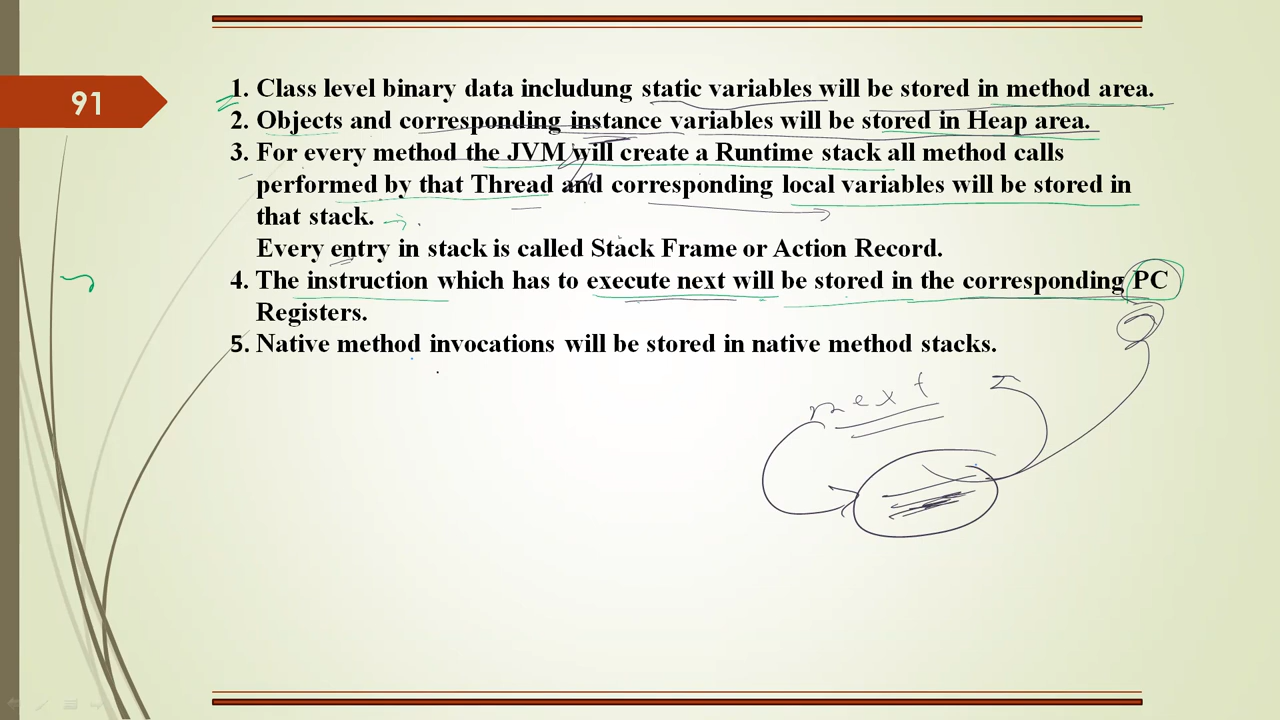 91
1. Class level binary data includung static variables will be stored in method area.
2. Objects and corresponding instance variables will be stored in Heap area.
3. For every method the JVM will create a Runtime stack all method calls
performed by that Thread and corresponding local variables will be stored in
that stack.
Every entry in stack is called Stack Frame or Action Record.
4. The instruction which has to execute next will be stored in the corresponding PC
Registers.
5. Native method invocations will be stored in native method stacks.
next